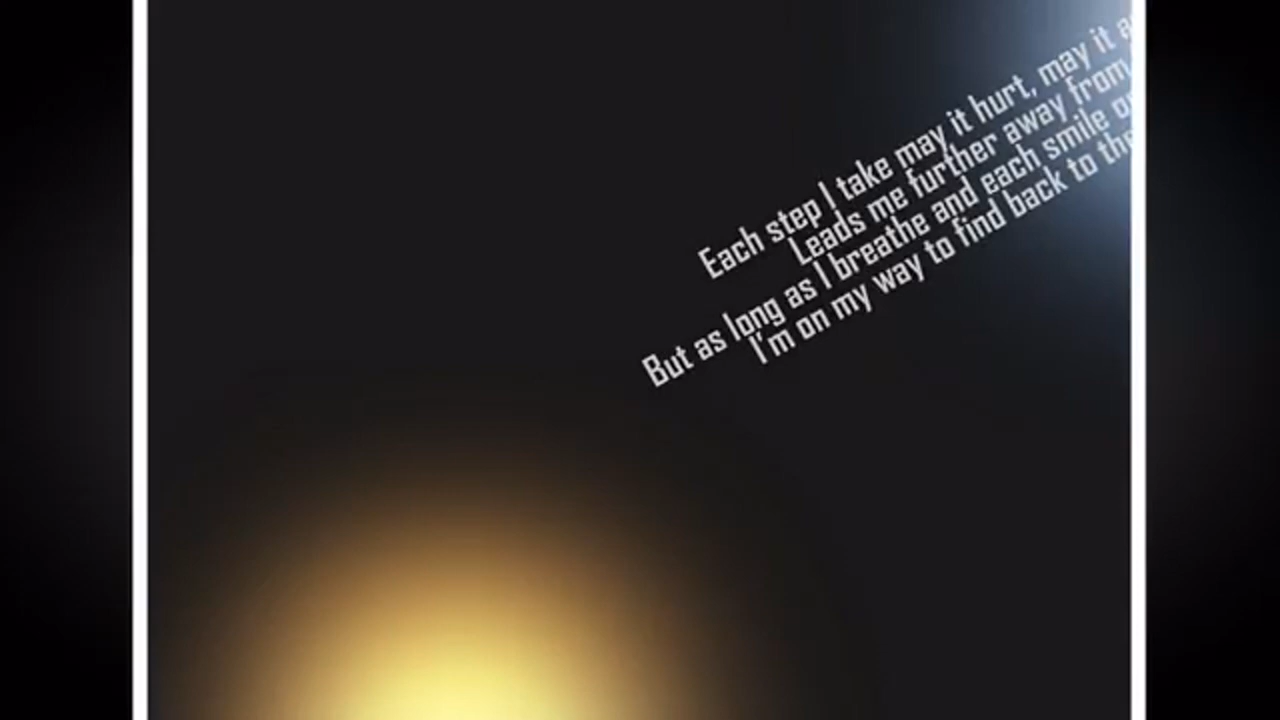 Each step I take may it hurt, may it
Leads me further away from
But as long as I breathe and each smile
I'm on my way to find back to